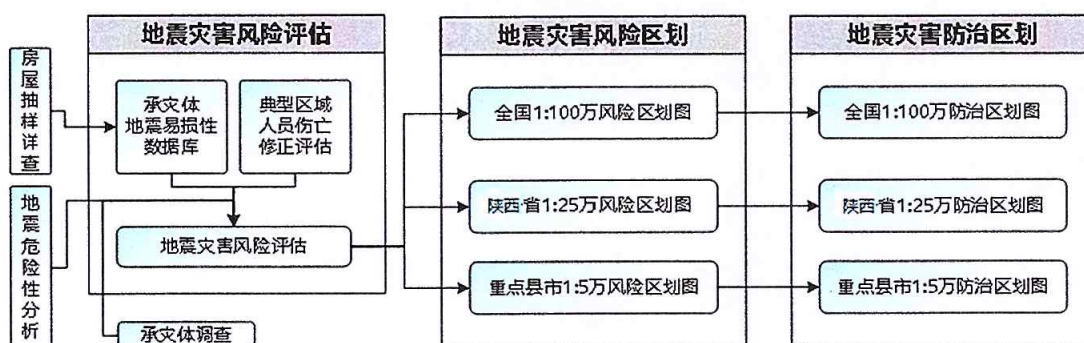 地震灾害风险评估
地震灾害风险区划
地震灾害防治区划
房屋抽样详查
承灾体
地震易损性
数据库
典型区域
人员伤亡
修正评估
全国1:100万风险区划图
全国1:100万防治区划图
地震危险性分析
地震灾害风险评估
陕西省1:25万风险区划图
陕西省1:25万防治区划图
重点县市1:5万风险区划图
重点县市1:5万防治区划图
承灾体调查